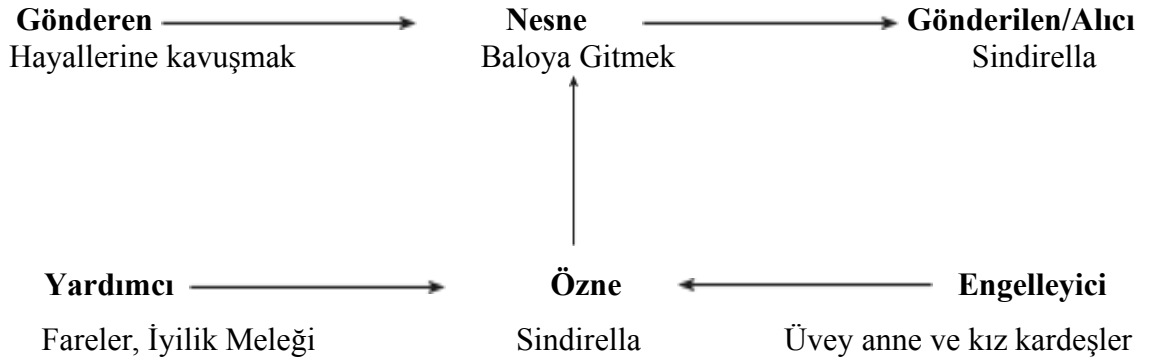 Gönderen Nesne Gönderilen/Alıcı
Hayallerine kavuşmak Baloya Gitmek Sindirella
Yardımcı Özne Engelleyici
Fareler, İyilik Meleği Sindirella Üvey anne ve kız kardeşler